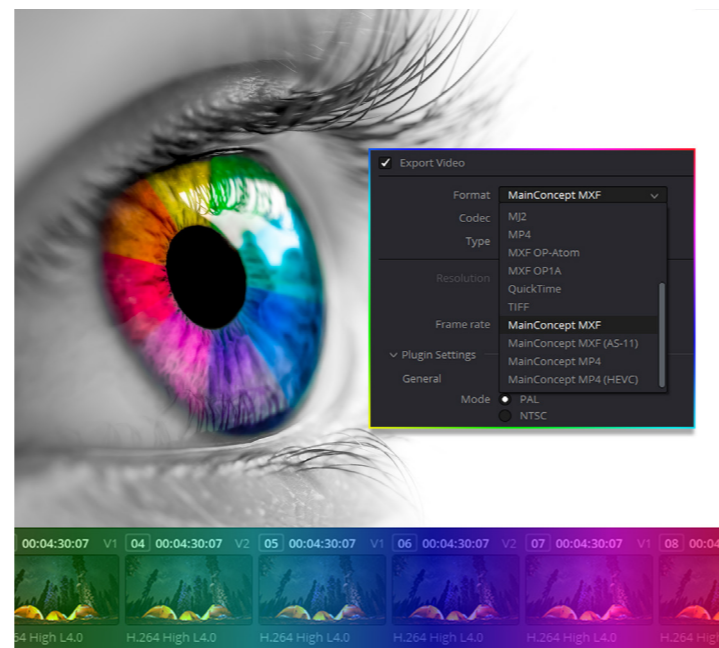 Export Video
Format MainConcept MXF
Codec MJ2
MP4
Type
MXF OP-Atom
MXF OP1A
Resolution
QuickTime
TIFF
Frame rate MainConcept MXF
MainConcept MXF (AS-11)
Plugin Settings
MainConcept MP4
General MainConcept MP4 (HEVC)
Mode PAL
NTSC
00:04:30:07 V1 04 00:04:30:07 V2 05 00:04:30:07 V1 06 00:04:30:07 V2 07 00:04:30:07 V1 08 00:04
64 High L4.0 H.264 High L4.0 H.264 High L4.0 H.264 High L4.0 H.264 High L4.0 H.264 High